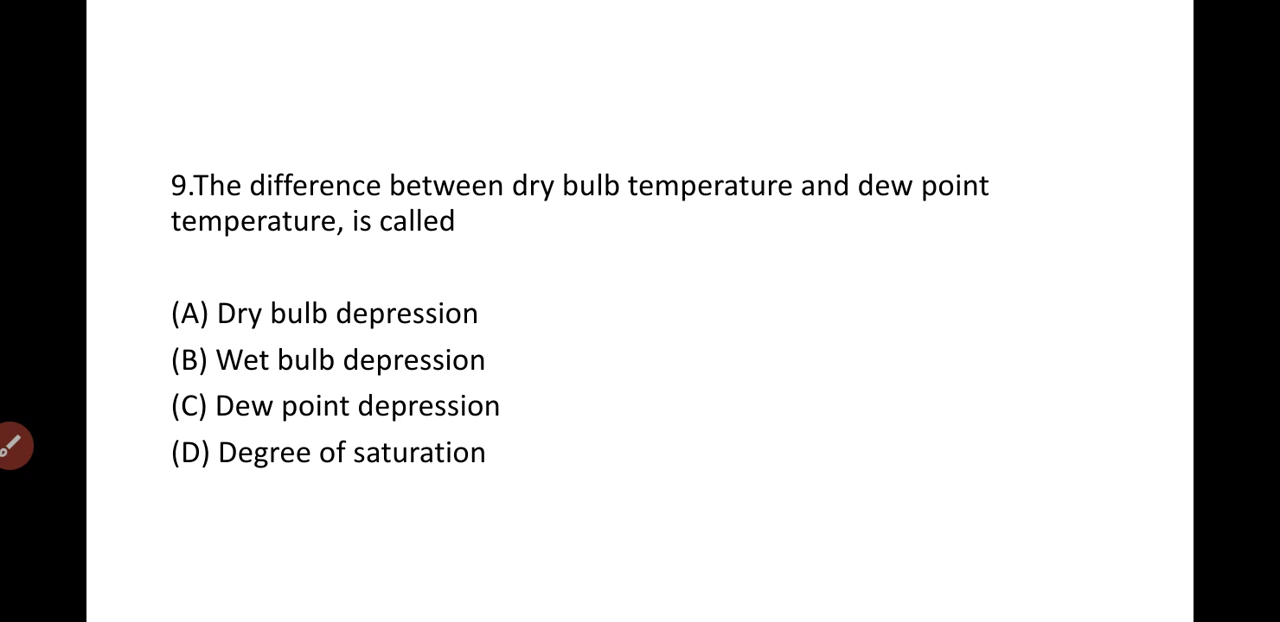 9.The difference between dry bulb temperature and dew point
temperature, is called
(A) Dry bulb depression
(B) Wet bulb depression
(C) Dew point depression
(D) Degree of saturation